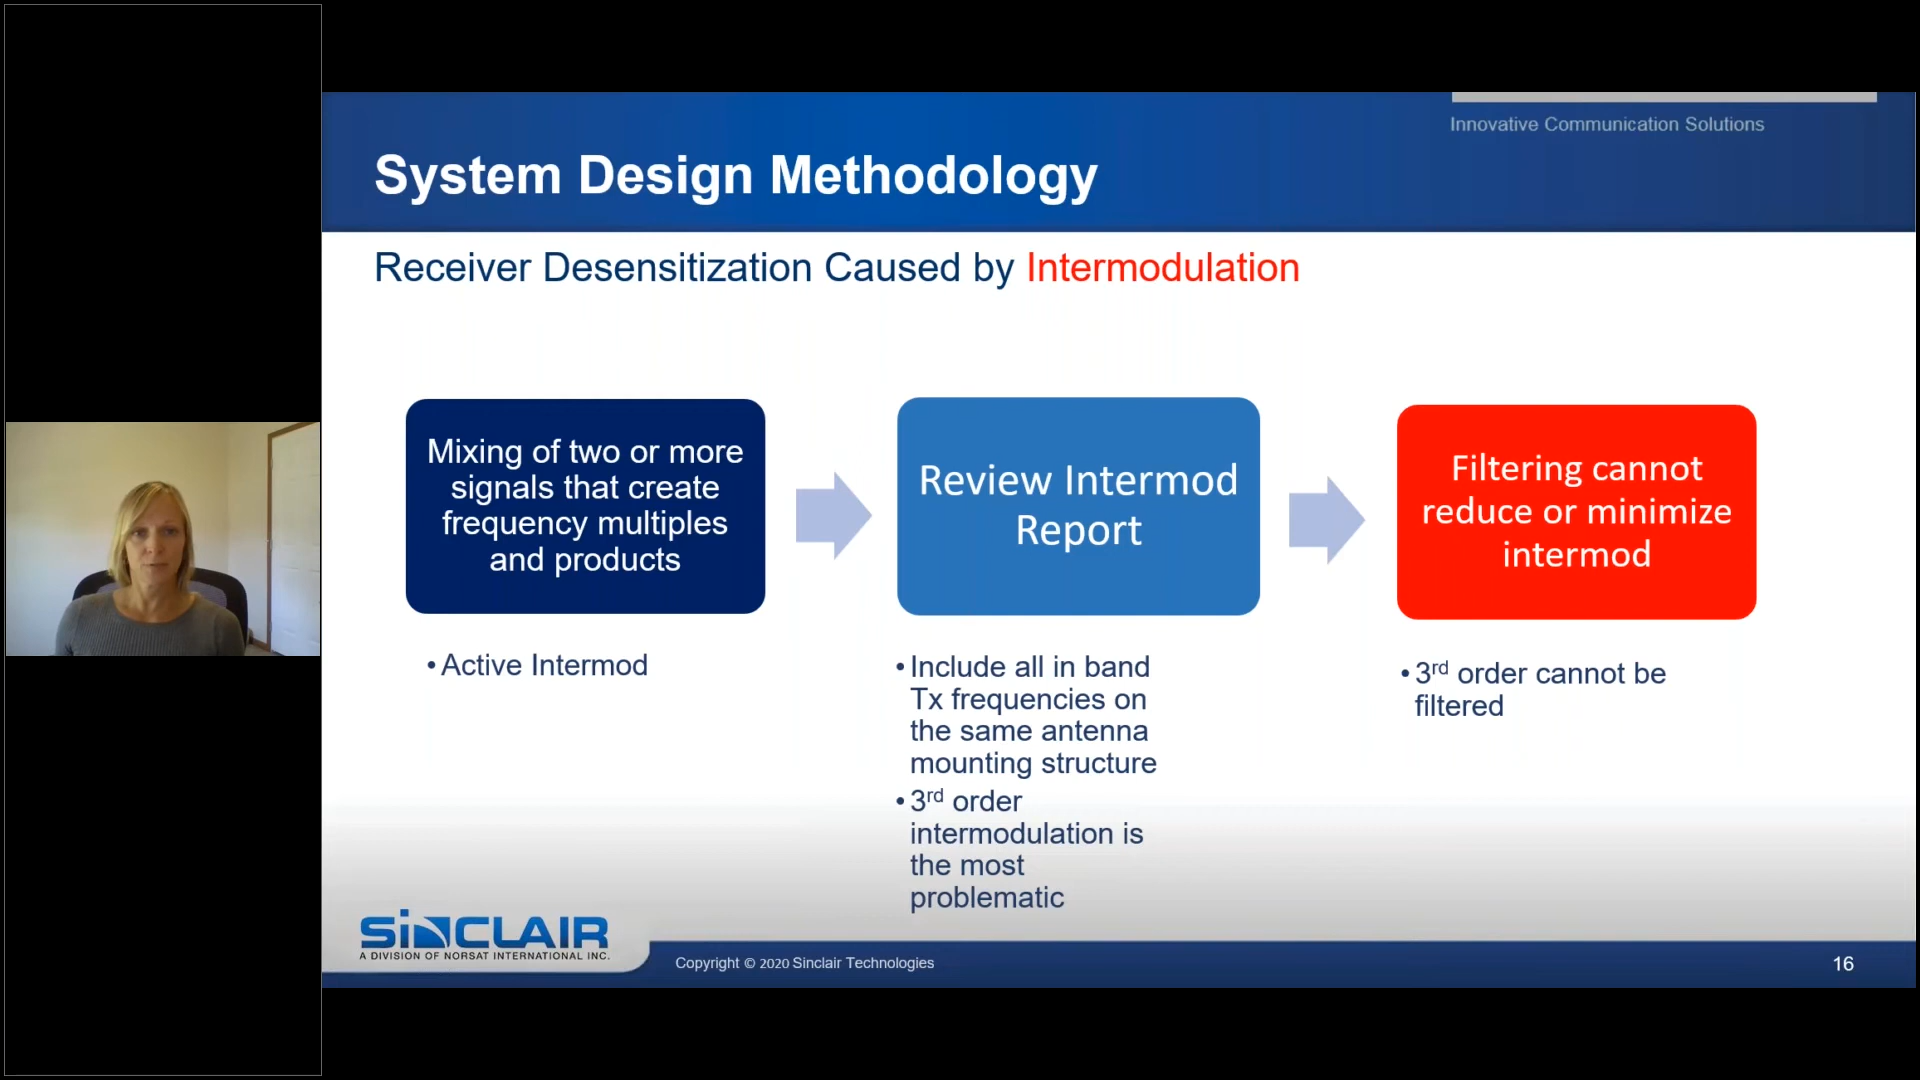 Innovative Communication Solutions
System Design Methodology
Receiver Desensitization Caused by Intermodulation
Mixing of two or more
signals that create
frequency multiples
and products
• Active Intermod
Review Intermod
Report
• Include all in band
Tx frequencies on
the same antenna
mounting structure
• 3rd order
intermodulation is
the most
problematic
Filtering cannot
reduce or minimize
intermod
• 3rd order cannot be
filtered
SINCLAIR
A DIVISION OF NORSAT INTERNATIONAL INC.
Copyright © 2020 Sinclair Technologies
16